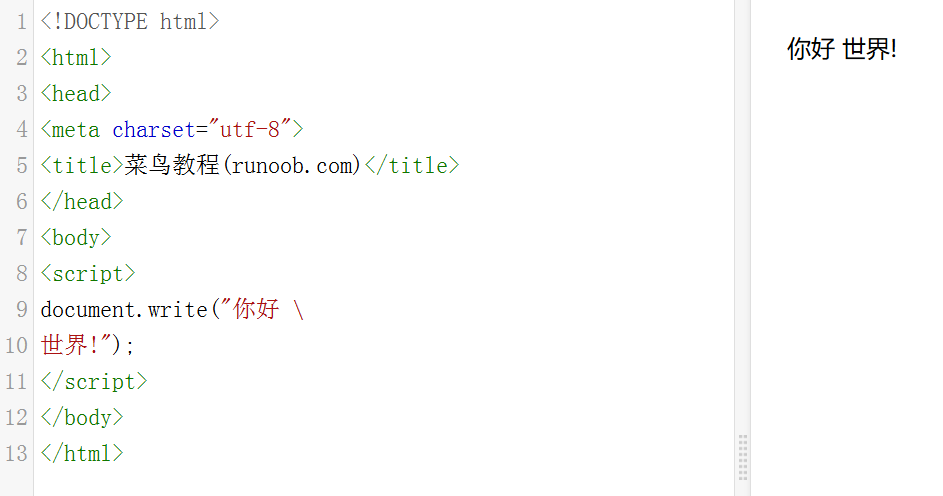 1 <!DOCTYPE html>
2 <html>
3 <head>
4 <meta charset="utf-8">
5 <title>菜鸟教程(runoob.com)</title>
6 </head>
7 <body>
8 <script>
9 document.write("你好 \
10 世界!");
11 </script>
12 </body>
13 </html>
你好 世界!